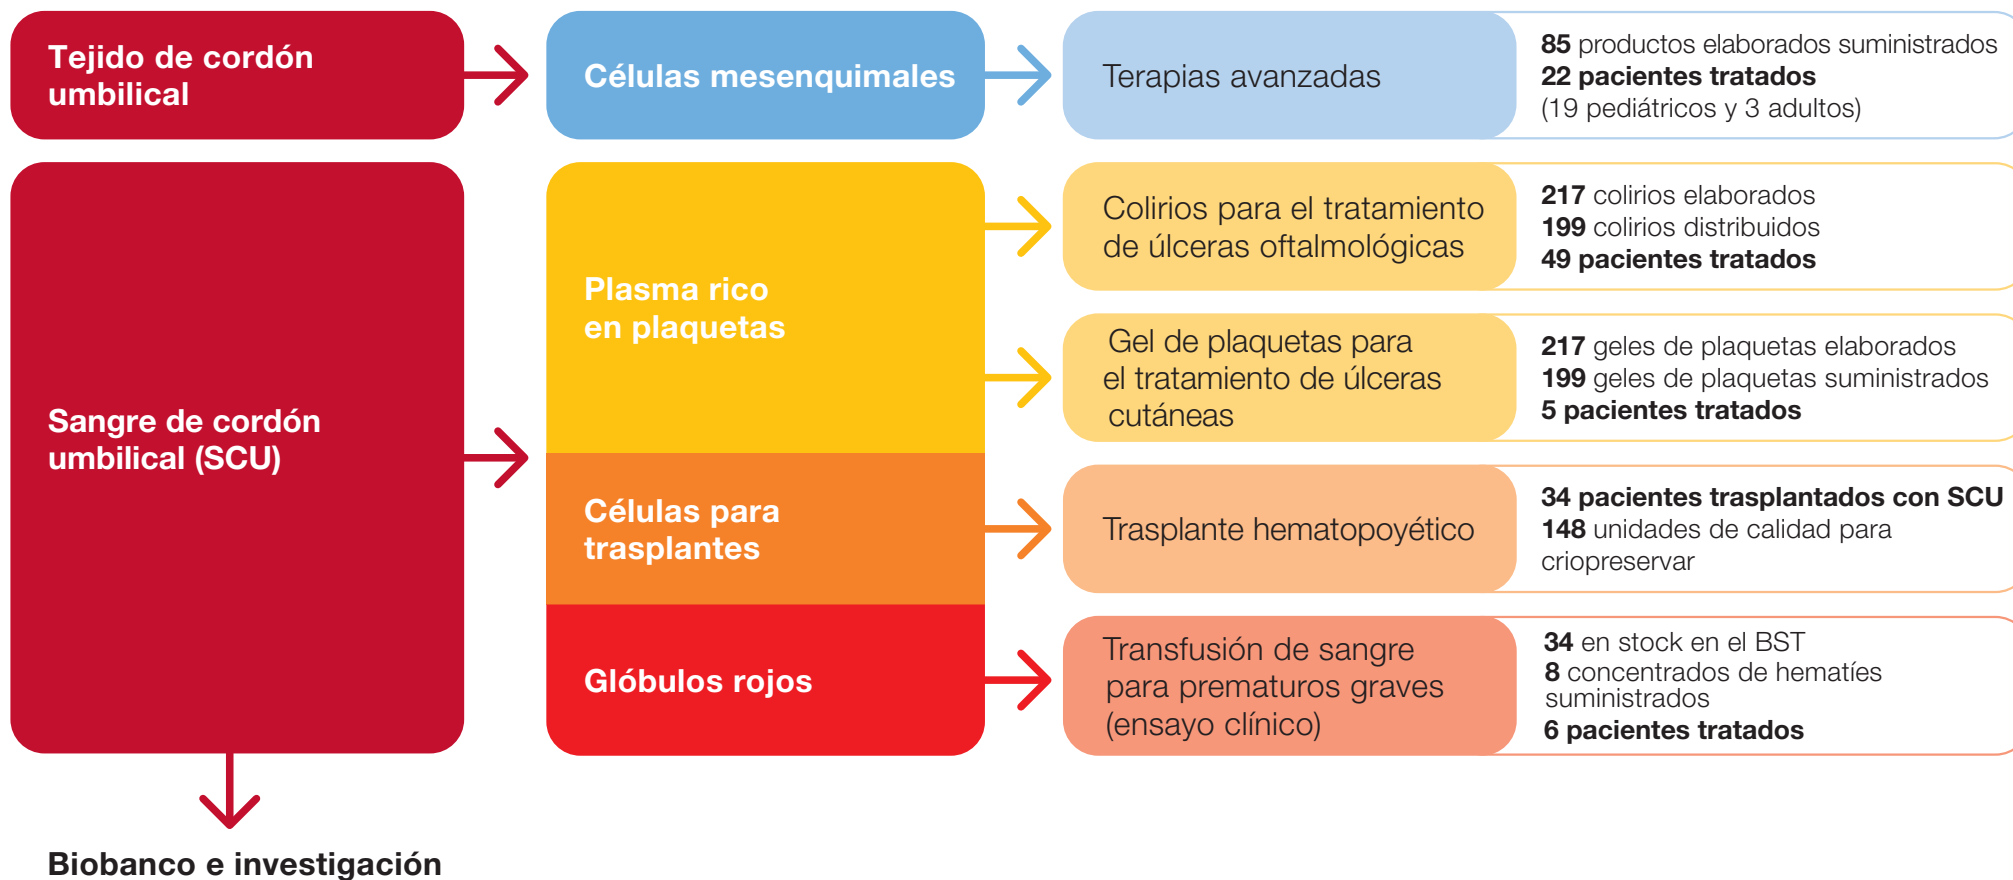 Tejido de cordón
umbilical
Células mesenquimales
Terapias avanzadas
85 productos elaborados suministrados
22 pacientes tratados
(19 pediátricos y 3 adultos)
Sangre de cordón
umbilical (SCU)
Plasma rico
en plaquetas
Colirios para el tratamiento
de úlceras oftalmológicas
217 colirios elaborados
199 colirios distribuidos
49 pacientes tratados
Gel de plaquetas para
el tratamiento de úlceras
cutáneas
217 geles de plaquetas elaborados
199 geles de plaquetas suministrados
5 pacientes tratados
Células para
trasplantes
Trasplante hematopoyético
34 pacientes trasplantados con SCU
148 unidades de calidad para
criopreservar
Glóbulos rojos
Transfusión de sangre
para prematuros graves
(ensayo clínico)
34 en stock en el BST
8 concentrados de hematíes
suministrados
6 pacientes tratados
Biobanco e investigación